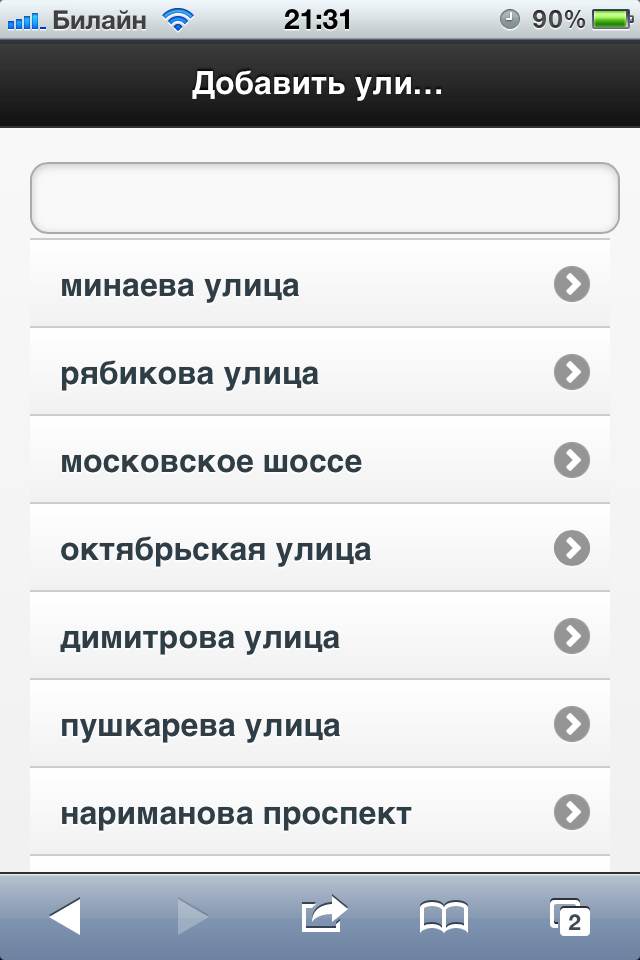 Билайн 21:31 90%
Добавить ули...
минаева улица
рябикова улица
московское шоссе
октябрьская улица
димитрова улица
пушкарева улица
нариманова проспект
2